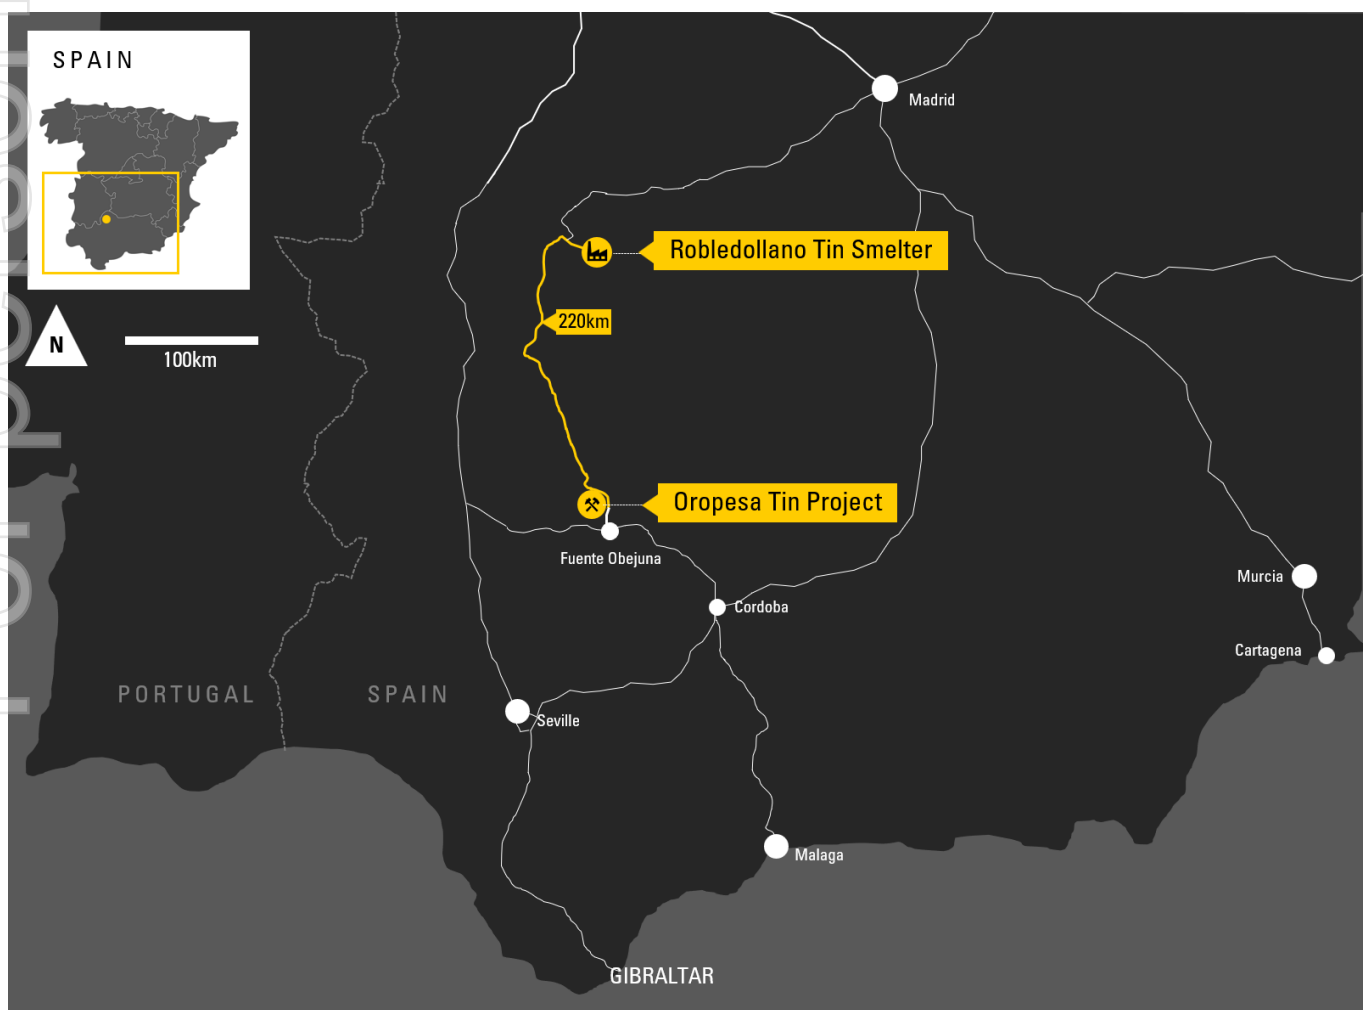 SPAIN
Madrid
Robledollano Tin Smelter
220km
N
100km
Oropesa Tin Project
Fuente Obejuna
Murcia
Cordoba
Cartagena
PORTUGAL
SPAIN
Seville
Malaga
GIBRALTAR